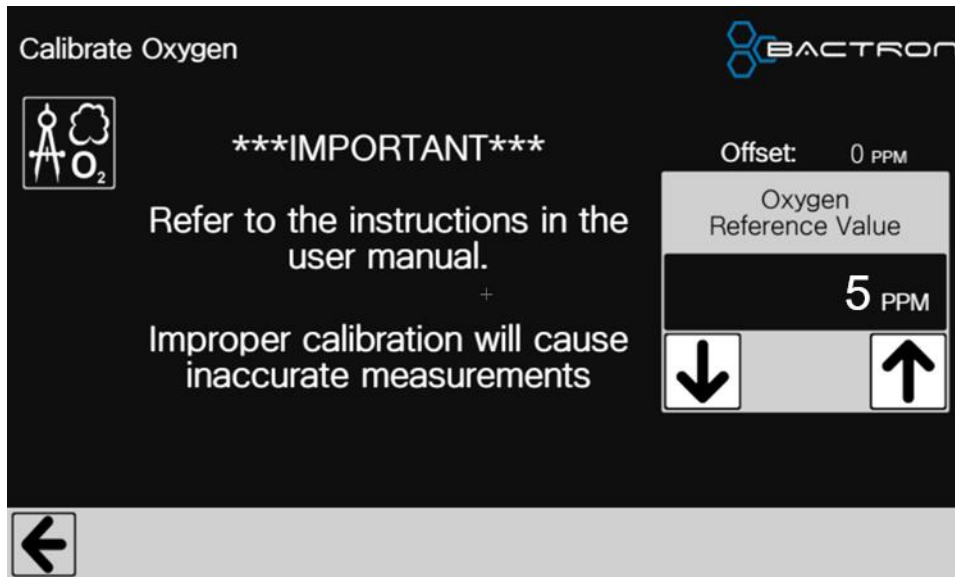 Calibrate Oxygen
BACTRON
O2
***IMPORTANT***
Refer to the instructions in the
user manual.
Improper calibration will cause
inaccurate measurements
Offset: 0 PPM
Oxygen
Reference Value
5 PPM